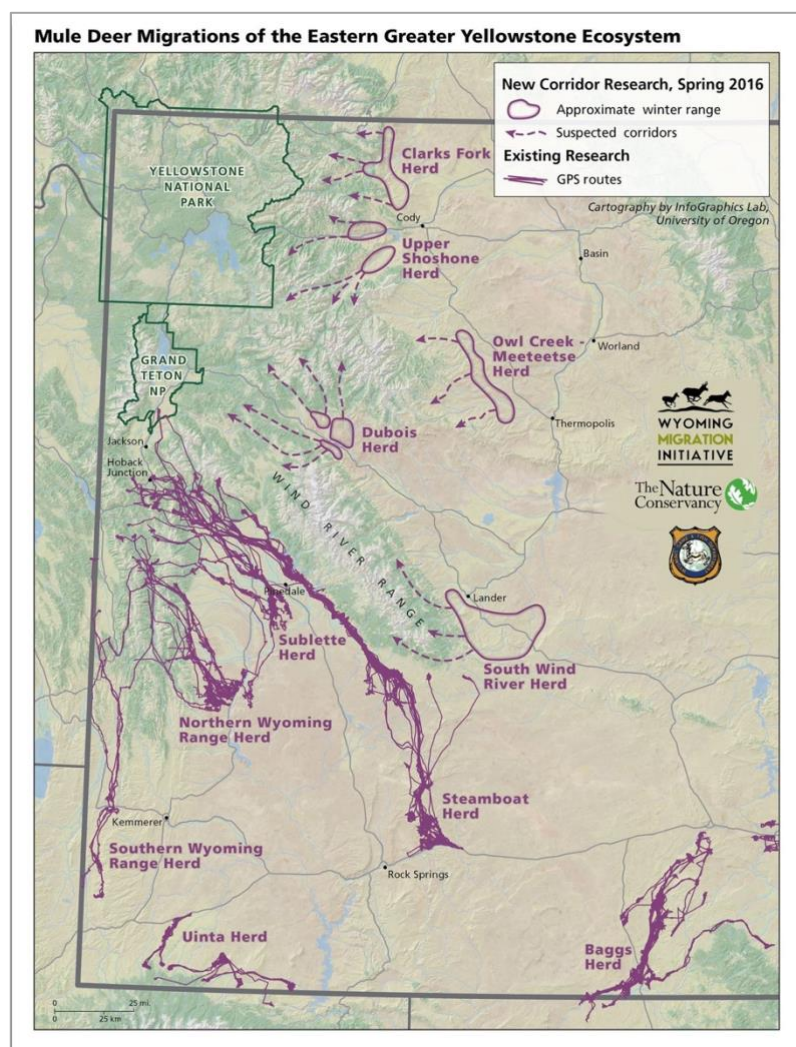 Mule Deer Migrations of the Eastern Greater Yellowstone Ecosystem
New Corridor Research, Spring 2016
Approximate winter range
Suspected corridors
Existing Research
GPS routes
Cartography by InfoGraphics Lab,
University of Oregon
YELLOWSTONE
NATIONAL
PARK
Clarks Fork
Herd
Cody
Upper
Shoshone
Herd
Basin
GRAND
TETON
NP
Owl Creek -
Meeteetse
Herd
Worland
Thermopolis
Dubois
Herd
WYOMING
MIGRATION
INITIATIVE
The Nature
Conservancy
Jackson
Hoback
Junction
WIND RIVER RANGE
Pinedale
Lander
Sublette
Herd
South Wind
River Herd
Northern Wyoming
Range Herd
Steamboat
Herd
Kemmerer
Southern Wyoming
Range Herd
Rock Springs
Uinta Herd
Baggs
Herd
0 25 mi.
0 25 km